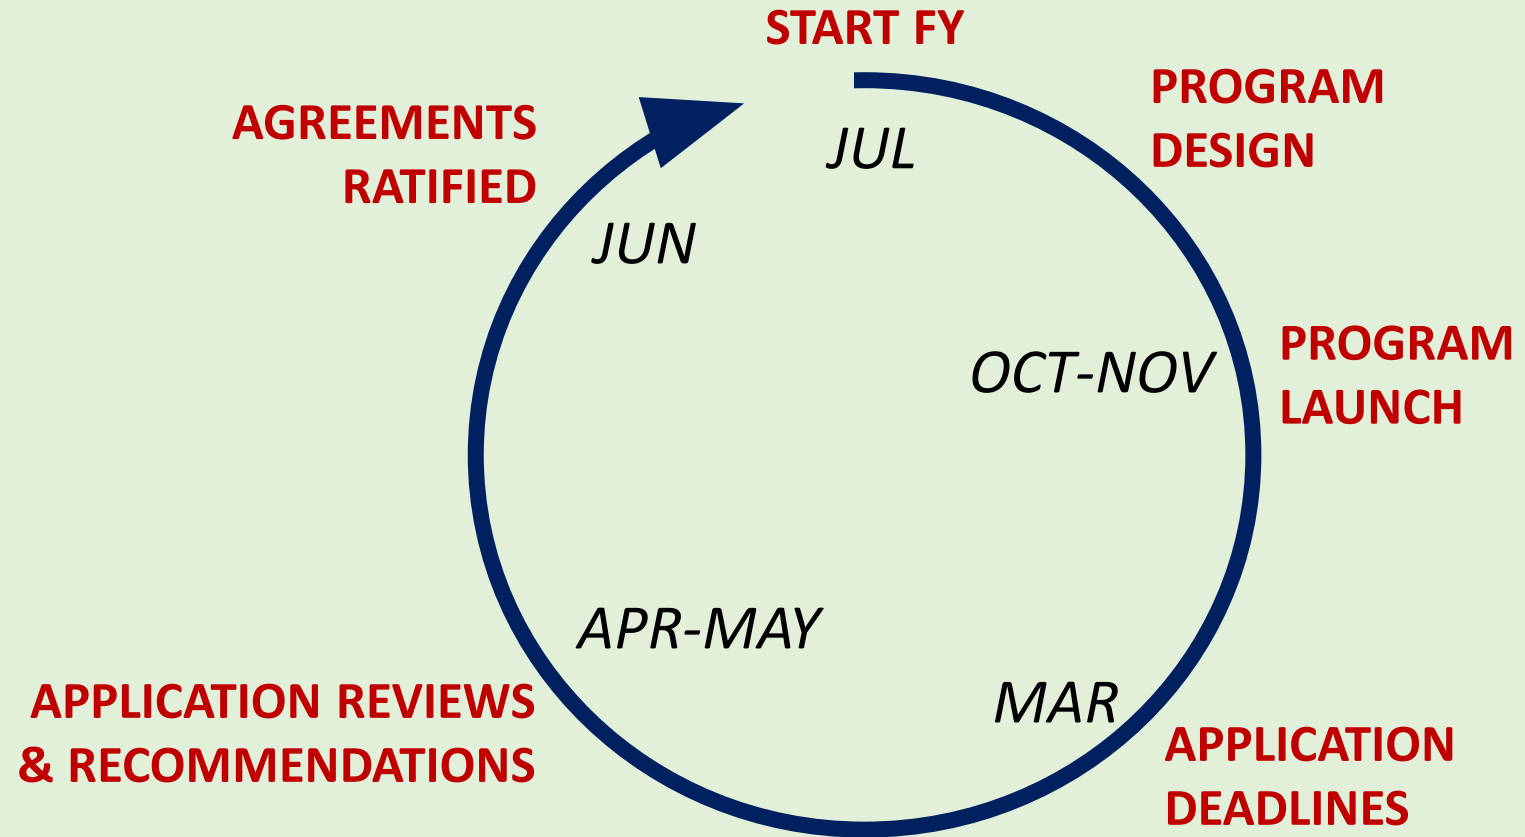 START FY
JUL
PROGRAM
DESIGN
OCT-NOV
PROGRAM
LAUNCH
MAR
APPLICATION
DEADLINES
APR-MAY
APPLICATION REVIEWS
& RECOMMENDATIONS
JUN
AGREEMENTS
RATIFIED